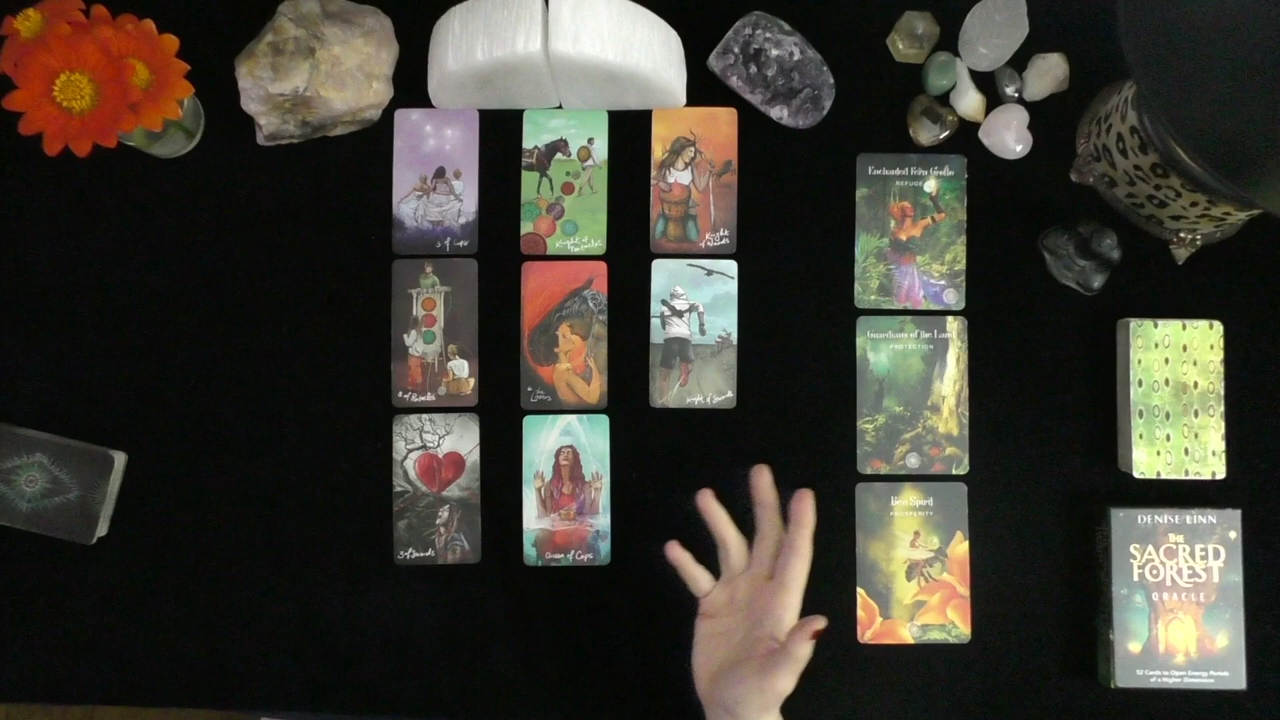 3 of Cups
Knight of
Pentacles
Knight
of Wands
3 of Pentacles
The
Lovers
Knight of Swords
3 of Swords
Queen of Cups
Enchanted Fern Grotto
REFUGE
Guardians of the Land
PROTECTION
Bee Spirit
PROSPERITY
DENISE LINN
THE
SACRED
FOREST
ORACLE
52 Cards to Open Energy Portals
of a Higher Dimension